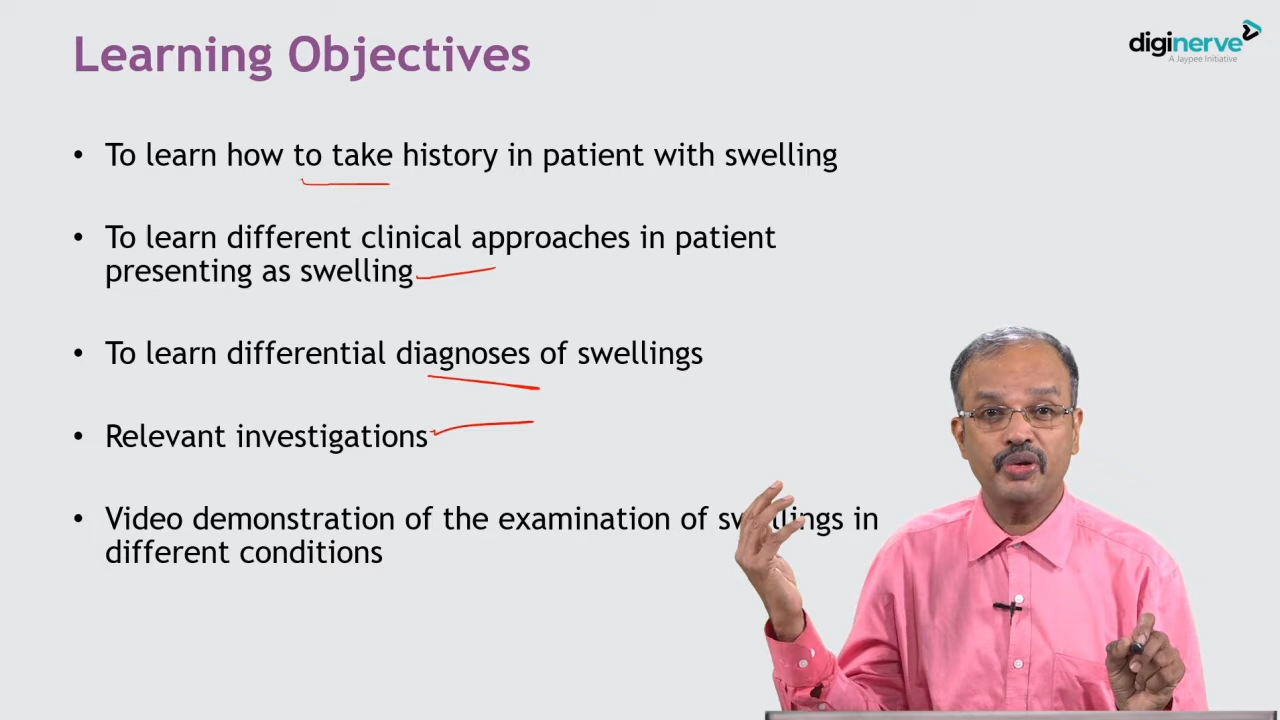 Learning Objectives
diginerve
A Jaypee Initiative
• To learn how to take history in patient with swelling
• To learn different clinical approaches in patient
presenting as swelling
• To learn differential diagnoses of swellings
• Relevant investigations
• Video demonstration of the examination of swellings in
different conditions